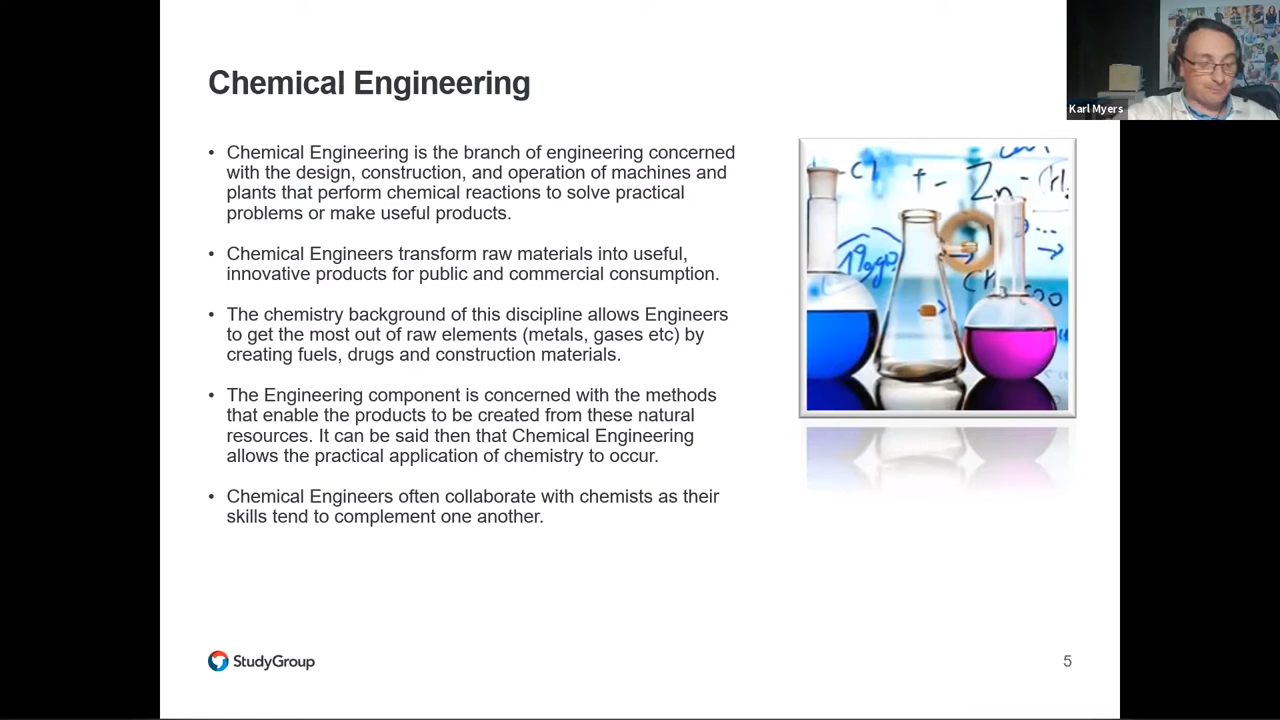 Chemical Engineering
Karl Myers
• Chemical Engineering is the branch of engineering concerned
with the design, construction, and operation of machines and
plants that perform chemical reactions to solve practical
problems or make useful products.
• Chemical Engineers transform raw materials into useful,
innovative products for public and commercial consumption.
• The chemistry background of this discipline allows Engineers
to get the most out of raw elements (metals, gases etc) by
creating fuels, drugs and construction materials.
• The Engineering component is concerned with the methods
that enable the products to be created from these natural
resources. It can be said then that Chemical Engineering
allows the practical application of chemistry to occur.
• Chemical Engineers often collaborate with chemists as their
skills tend to complement one another.
StudyGroup
5